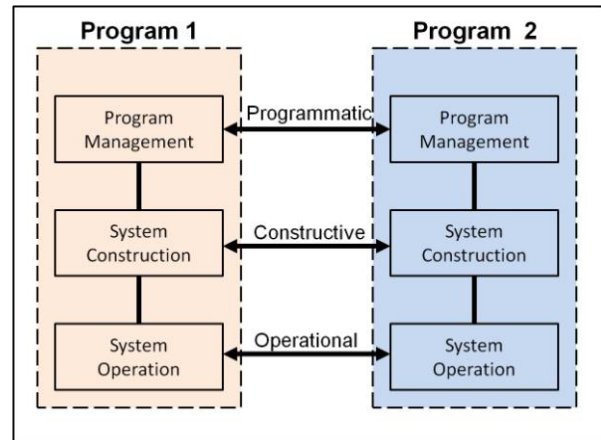 Program 1
Program 2
Program
Management
Programmatic
Program
Management
System
Construction
Constructive
System
Construction
System
Operation
Operational
System
Operation